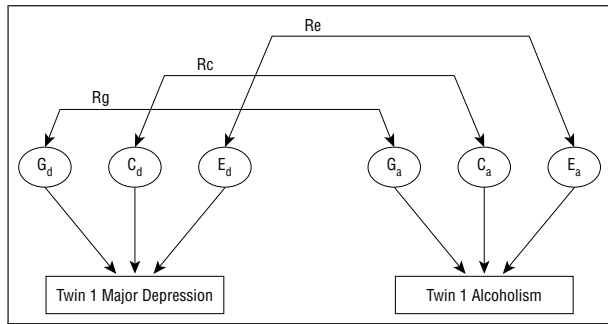 Re
Rc
Rg
Gd Cd Ed Ga Ca Ea
Twin 1 Major Depression Twin 1 Alcoholism